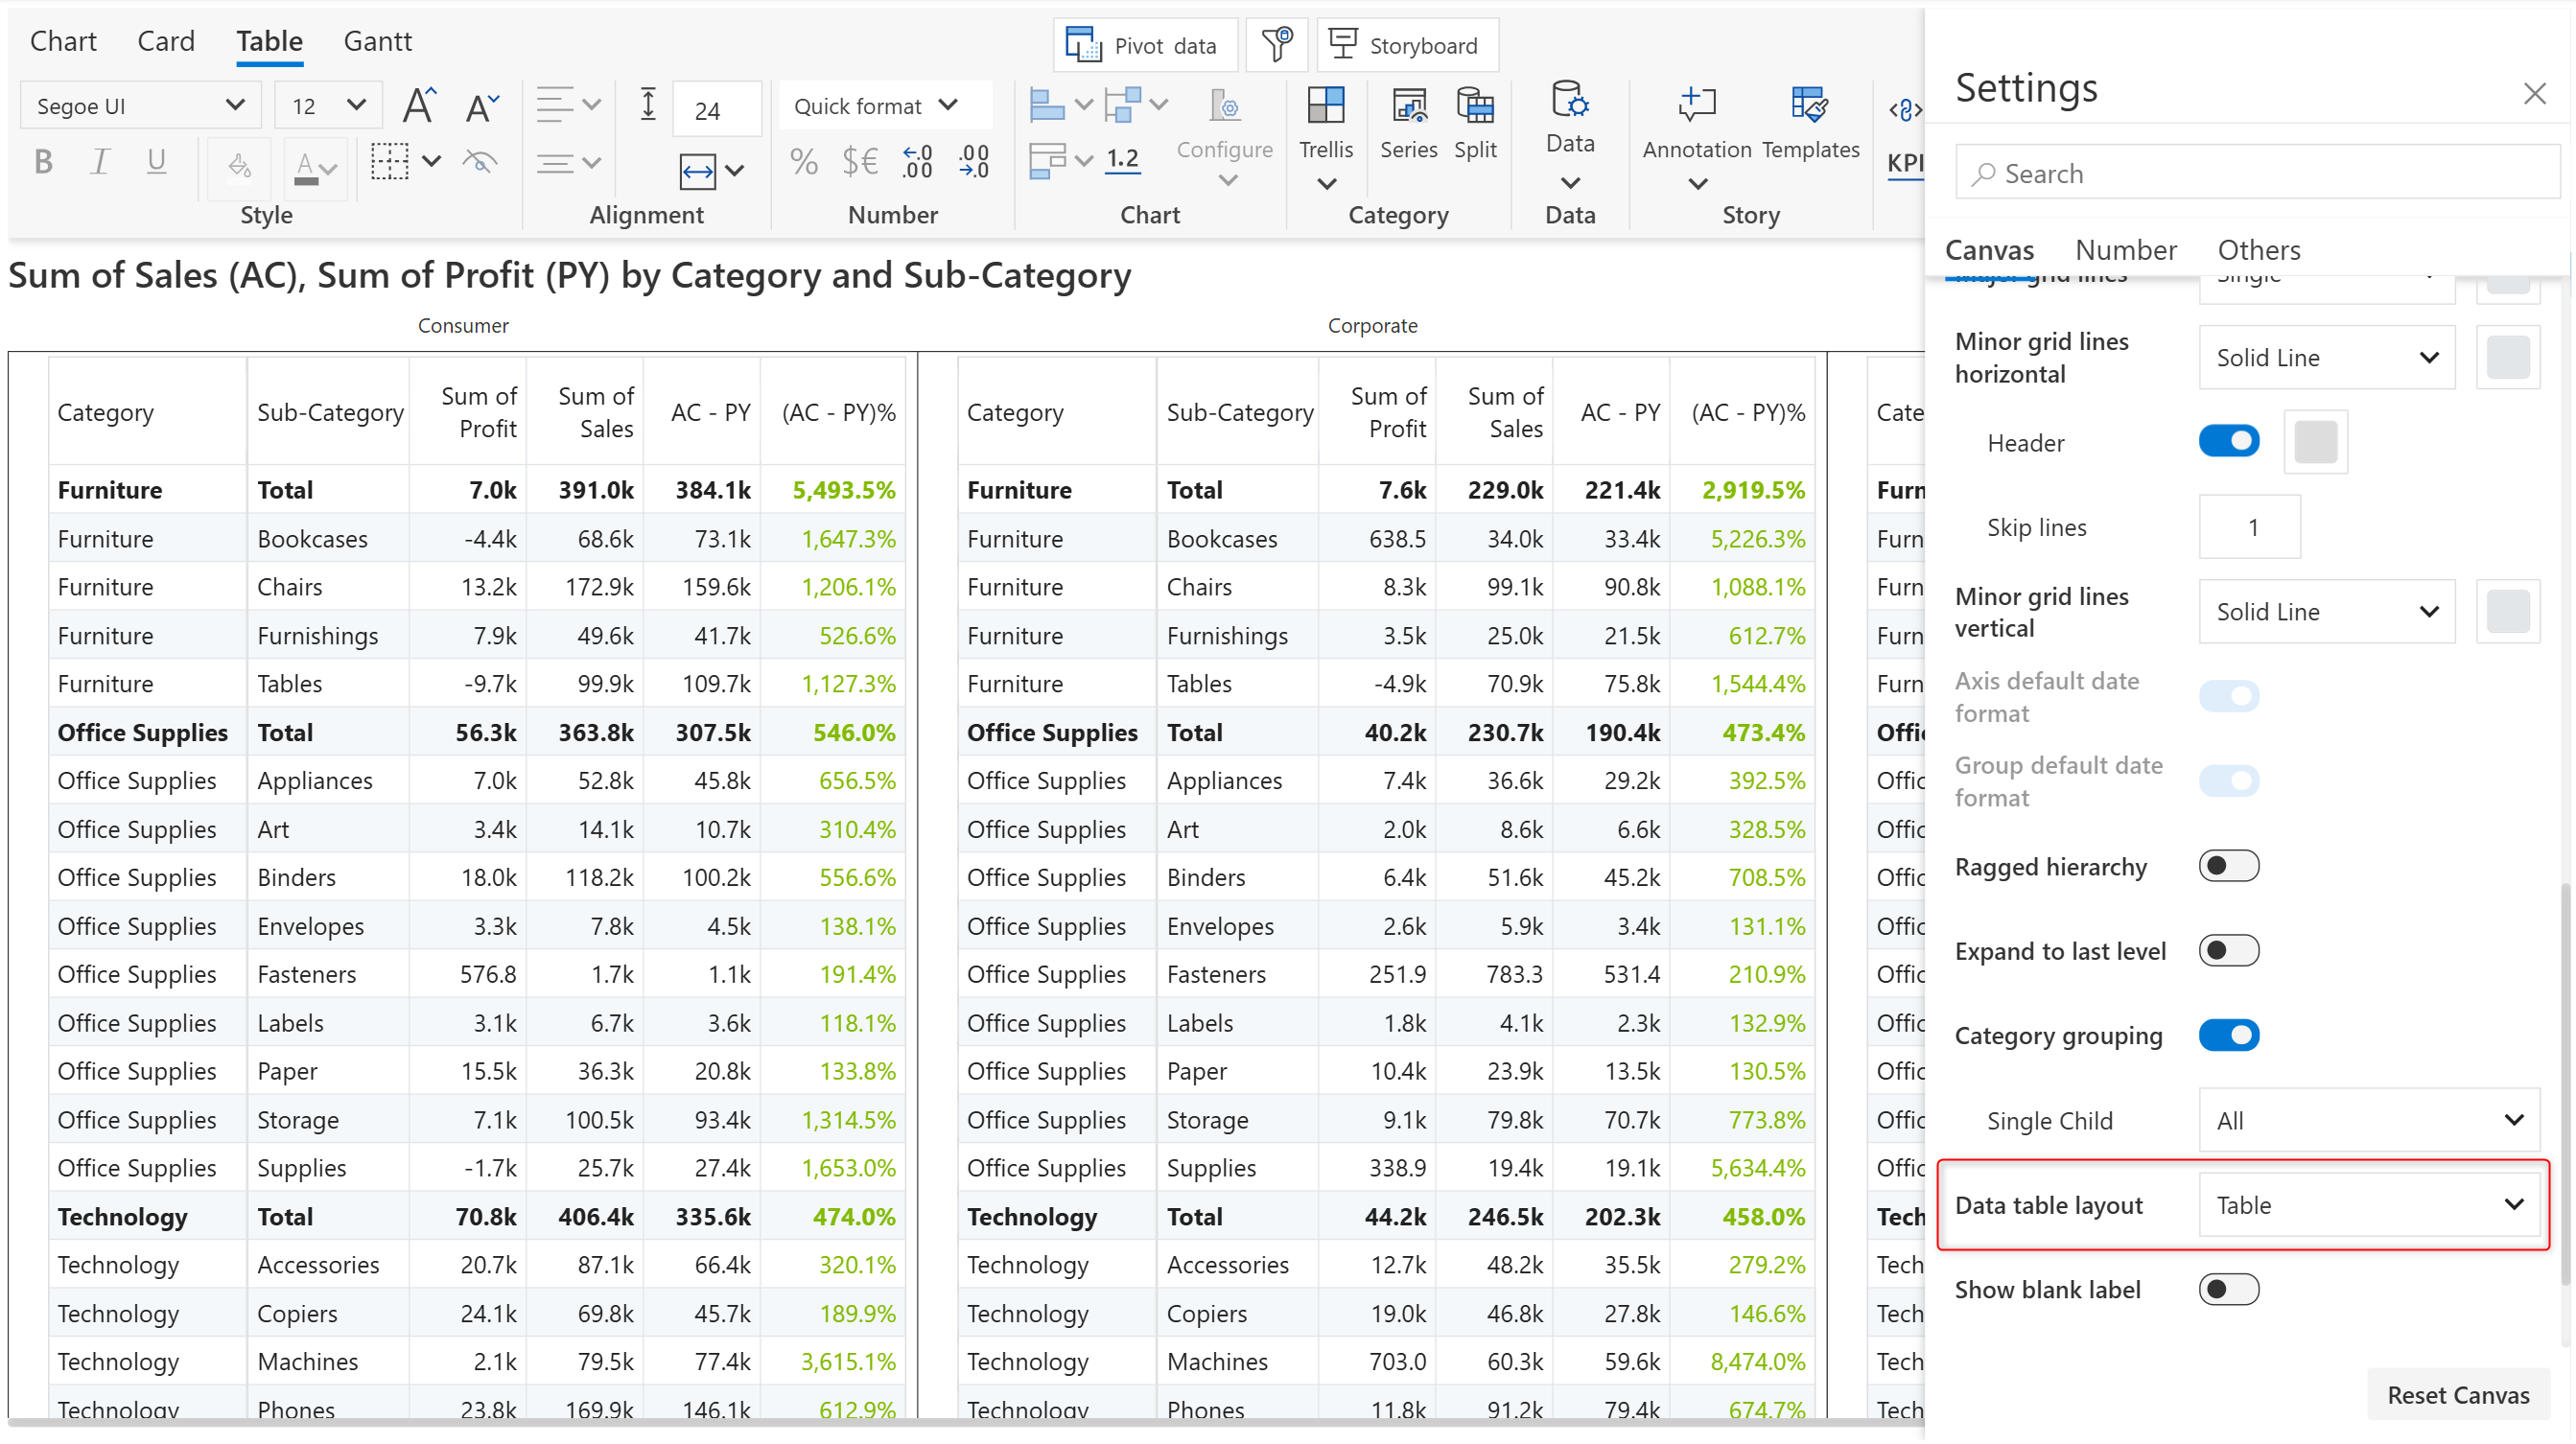 Chart Card Table Gantt Pivot data Storyboard
Segoe UI 12 24 Quick format
Configure Trellis Series Split Data Annotation Templates
B I U A % $€ 1.2 KPI
Style Alignment Number Chart Category Data Story
Sum of Sales (AC), Sum of Profit (PY) by Category and Sub-Category
Consumer Corporate
Category Sub-Category Sum of Profit Sum of Sales AC - PY (AC - PY)% Category Sub-Category Sum of Profit Sum of Sales AC - PY (AC - PY)% Cate
Furniture Total 7.0k 391.0k 384.1k 5,493.5% Furniture Total 7.6k 229.0k 221.4k 2,919.5% Furn
Furniture Bookcases -4.4k 68.6k 73.1k 1,647.3% Furniture Bookcases 638.5 34.0k 33.4k 5,226.3% Furn
Furniture Chairs 13.2k 172.9k 159.6k 1,206.1% Furniture Chairs 8.3k 99.1k 90.8k 1,088.1% Furn
Furniture Furnishings 7.9k 49.6k 41.7k 526.6% Furniture Furnishings 3.5k 25.0k 21.5k 612.7% Furn
Furniture Tables -9.7k 99.9k 109.7k 1,127.3% Furniture Tables -4.9k 70.9k 75.8k 1,544.4% Furn
Office Supplies Total 56.3k 363.8k 307.5k 546.0% Office Supplies Total 40.2k 230.7k 190.4k 473.4% Offic
Office Supplies Appliances 7.0k 52.8k 45.8k 656.5% Office Supplies Appliances 7.4k 36.6k 29.2k 392.5% Offic
Office Supplies Art 3.4k 14.1k 10.7k 310.4% Office Supplies Art 2.0k 8.6k 6.6k 328.5% Offic
Office Supplies Binders 18.0k 118.2k 100.2k 556.6% Office Supplies Binders 6.4k 51.6k 45.2k 708.5% Offic
Office Supplies Envelopes 3.3k 7.8k 4.5k 138.1% Office Supplies Envelopes 2.6k 5.9k 3.4k 131.1% Offic
Office Supplies Fasteners 576.8 1.7k 1.1k 191.4% Office Supplies Fasteners 251.9 783.3 531.4 210.9% Offic
Office Supplies Labels 3.1k 6.7k 3.6k 118.1% Office Supplies Labels 1.8k 4.1k 2.3k 132.9% Offic
Office Supplies Paper 15.5k 36.3k 20.8k 133.8% Office Supplies Paper 10.4k 23.9k 13.5k 130.5% Offic
Office Supplies Storage 7.1k 100.5k 93.4k 1,314.5% Office Supplies Storage 9.1k 79.8k 70.7k 773.8% Offic
Office Supplies Supplies -1.7k 25.7k 27.4k 1,653.0% Office Supplies Supplies 338.9 19.4k 19.1k 5,634.4% Offic
Technology Total 70.8k 406.4k 335.6k 474.0% Technology Total 44.2k 246.5k 202.3k 458.0% Tech
Technology Accessories 20.7k 87.1k 66.4k 320.1% Technology Accessories 12.7k 48.2k 35.5k 279.2% Tech
Technology Copiers 24.1k 69.8k 45.7k 189.9% Technology Copiers 19.0k 46.8k 27.8k 146.6% Tech
Technology Machines 2.1k 79.5k 77.4k 3,615.1% Technology Machines 703.0 60.3k 59.6k 8,474.0% Tech
Technology Phones 23.8k 169.9k 146.1k 612.9% Technology Phones 11.8k 91.2k 79.4k 674.7% Tech
Settings
Search
Canvas Number Others
Major grid lines Single
Minor grid lines horizontal Solid Line
Header
Skip lines 1
Minor grid lines vertical Solid Line
Axis default date format
Group default date format
Ragged hierarchy
Expand to last level
Category grouping
Single Child All
Data table layout Table
Show blank label
Reset Canvas